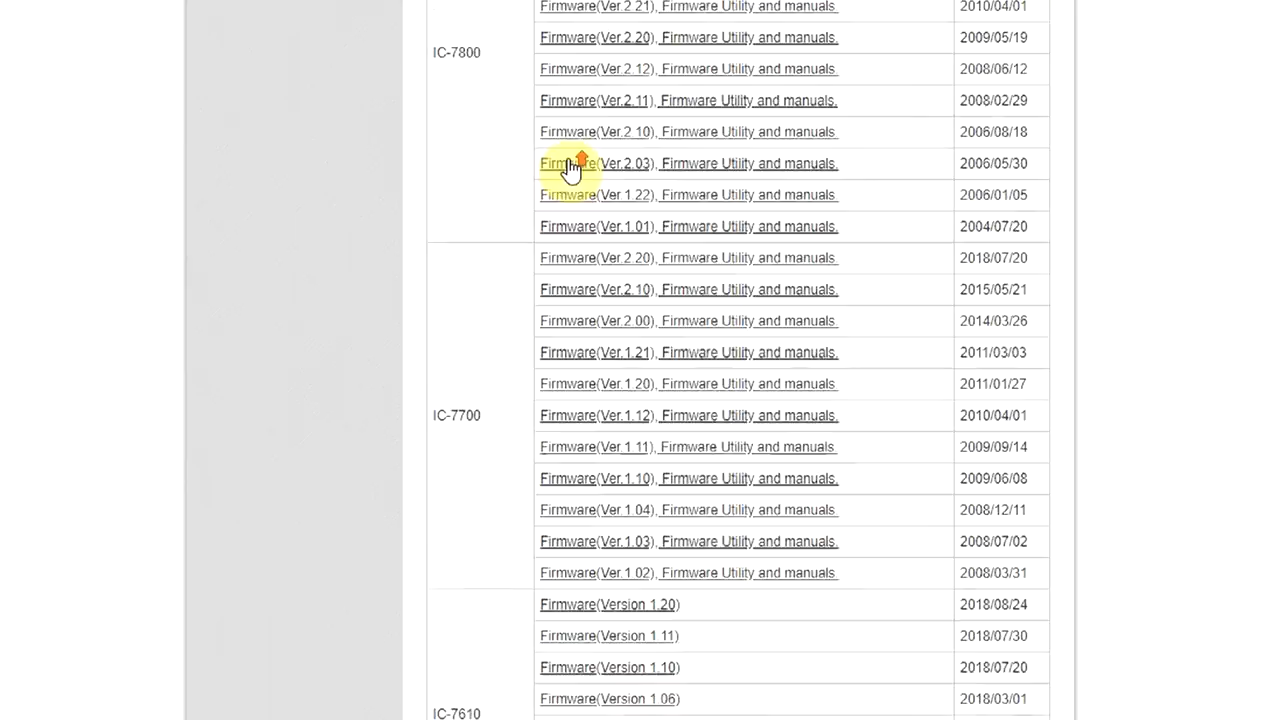 Firmware(Ver.2.21), Firmware Utility and manuals. 2010/04/01
IC-7800
Firmware(Ver.2.20), Firmware Utility and manuals. 2009/05/19
Firmware(Ver.2.12), Firmware Utility and manuals. 2008/06/12
Firmware(Ver.2.11), Firmware Utility and manuals. 2008/02/29
Firmware(Ver.2.10), Firmware Utility and manuals. 2006/08/18
Firmware(Ver.2.03), Firmware Utility and manuals. 2006/05/30
Firmware(Ver.1.22), Firmware Utility and manuals. 2006/01/05
Firmware(Ver.1.01), Firmware Utility and manuals. 2004/07/20
Firmware(Ver.2.20), Firmware Utility and manuals. 2018/07/20
Firmware(Ver.2.10), Firmware Utility and manuals. 2015/05/21
Firmware(Ver.2.00), Firmware Utility and manuals. 2014/03/26
Firmware(Ver.1.21), Firmware Utility and manuals. 2011/03/03
Firmware(Ver.1.20), Firmware Utility and manuals. 2011/01/27
IC-7700 Firmware(Ver.1.12), Firmware Utility and manuals. 2010/04/01
Firmware(Ver.1.11), Firmware Utility and manuals. 2009/09/14
Firmware(Ver.1.10), Firmware Utility and manuals. 2009/06/08
Firmware(Ver.1.04), Firmware Utility and manuals. 2008/12/11
Firmware(Ver.1.03), Firmware Utility and manuals. 2008/07/02
Firmware(Ver.1.02), Firmware Utility and manuals. 2008/03/31
Firmware(Version 1.20) 2018/08/24
Firmware(Version 1.11) 2018/07/30
Firmware(Version 1.10) 2018/07/20
Firmware(Version 1.06) 2018/03/01
IC-7610